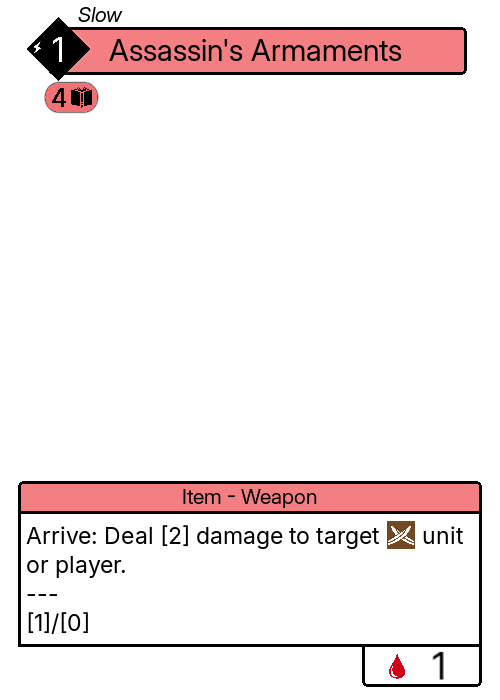 Slow
1 Assassin's Armaments
4
Item - Weapon
Arrive: Deal [2] damage to target unit
or player.
---
[1]/[0]
1